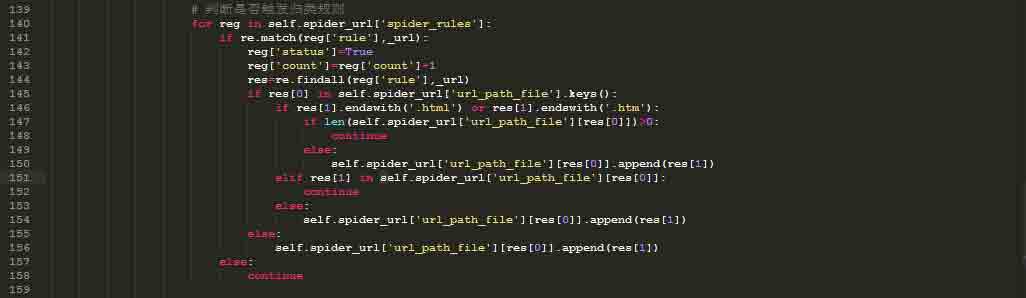 139 # 判断是否触发归类规则
140 for reg in self.spider_url['spider_rules']:
141 if re.match(reg['rule'],_url):
142 reg['status']=True
143 reg['count']=reg['count']+1
144 res=re.findall(reg['rule'],_url)
145 if res[0] in self.spider_url['url_path_file'].keys():
146 if res[1].endswith('.html') or res[1].endswith('.htm'):
147 if len(self.spider_url['url_path_file'][res[0]])>0:
148 continue
149 else:
150 self.spider_url['url_path_file'][res[0]].append(res[1])
151 elif res[1] in self.spider_url['url_path_file'][res[0]]:
152 continue
153 else:
154 self.spider_url['url_path_file'][res[0]].append(res[1])
155 else:
156 self.spider_url['url_path_file'][res[0]].append(res[1])
157 else:
158 continue
159